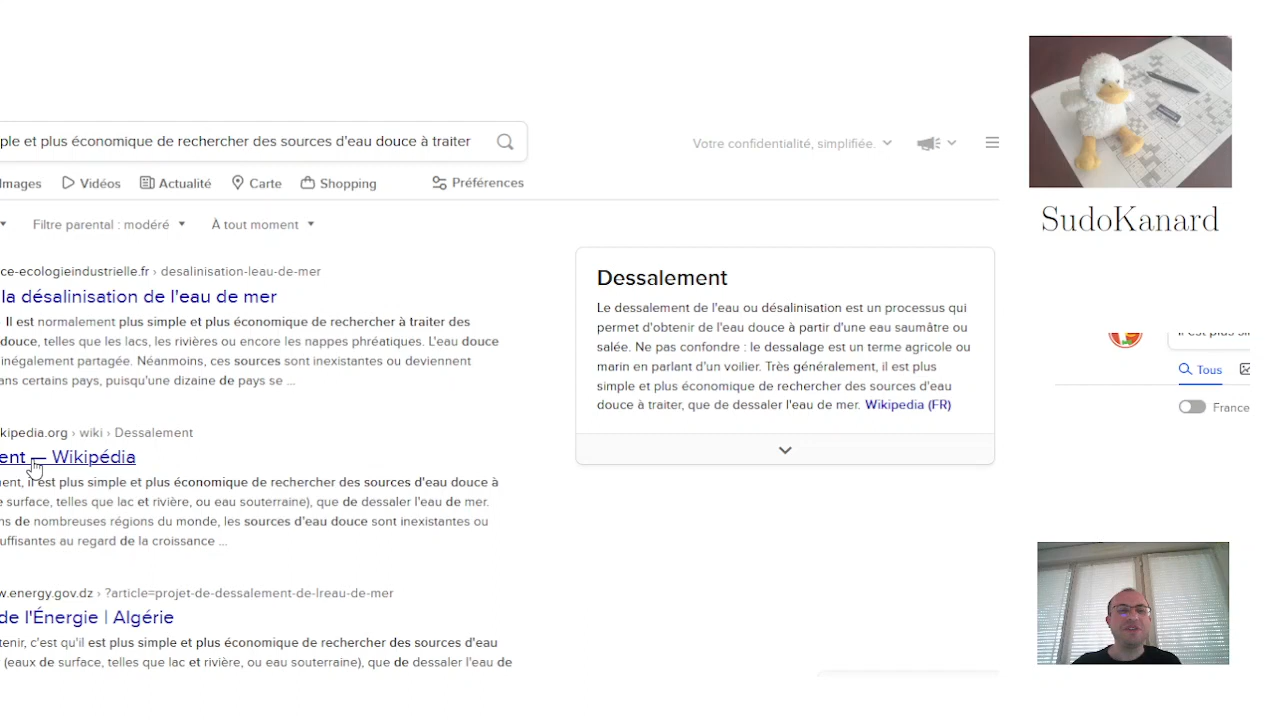 ple et plus économique de rechercher des sources d'eau douce à traiter
Votre confidentialité, simplifiée.
Images
Vidéos
Actualité
Carte
Shopping
Préférences
Filtre parental : modéré
À tout moment
ce-ecologieindustrielle.fr › desalinisation-leau-de-mer
la désalinisation de l'eau de mer
Il est normalement plus simple et plus économique de rechercher à traiter des
douce, telles que les lacs, les rivières ou encore les nappes phréatiques. L'eau douce
inégalement partagée. Néanmoins, ces sources sont inexistantes ou deviennent
ans certains pays, puisqu'une dizaine de pays se ...
kipedia.org › wiki › Dessalement
ent — Wikipédia
ent, il est plus simple et plus économique de rechercher des sources d'eau douce à
e surface, telles que lac et rivière, ou eau souterraine), que de dessaler l'eau de mer.
ns de nombreuses régions du monde, les sources d'eau douce sont inexistantes ou
uffisantes au regard de la croissance ...
w.energy.gov.dz › ?article=projet-de-dessalement-de-lreau-de-mer
de l'Énergie | Algérie
tenir, c'est qu'il est plus simple et plus économique de rechercher des sources d'eau
(eaux de surface, telles que lac et rivière, ou eau souterraine), que de dessaler l'eau de
Dessalement
Le dessalement de l'eau ou désalinisation est un processus qui
permet d'obtenir de l'eau douce à partir d'une eau saumâtre ou
salée. Ne pas confondre : le dessalage est un terme agricole ou
marin en parlant d'un voilier. Très généralement, il est plus
simple et plus économique de rechercher des sources d'eau
douce à traiter, que de dessaler l'eau de mer. Wikipedia (FR)
SudoKanard
Il est plus si
Tous
France